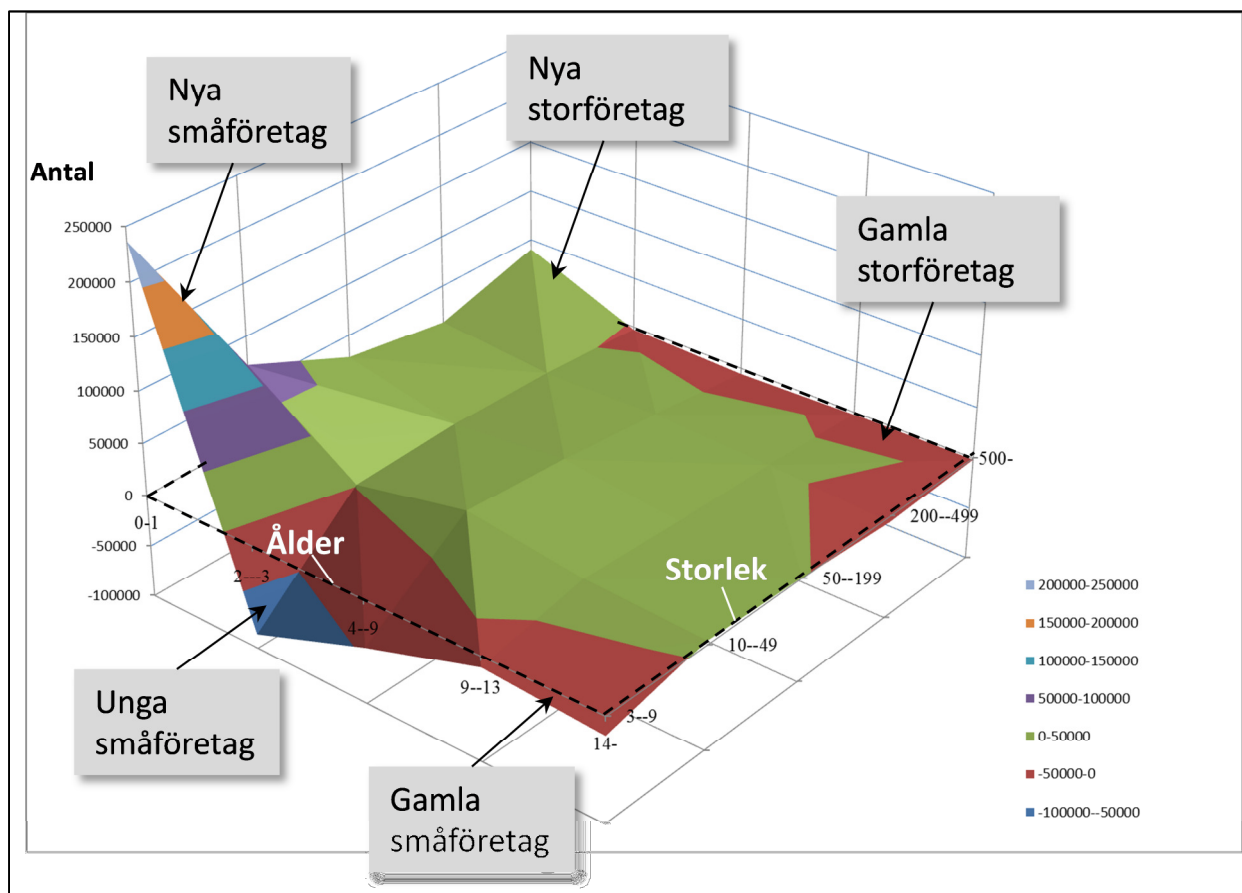 Nya
småföretag
Nya
storföretag
Antal
Gamla
storföretag
250000
200000
150000
100000
50000
0
-50000
-100000
0-1
2---3
4--9
9--13
14-
Ålder
Storlek
3--9
10--49
50--199
200--499
500-
Unga
småföretag
Gamla
småföretag
200000-250000
150000-200000
100000-150000
50000-100000
0-50000
-50000-0
-100000--50000